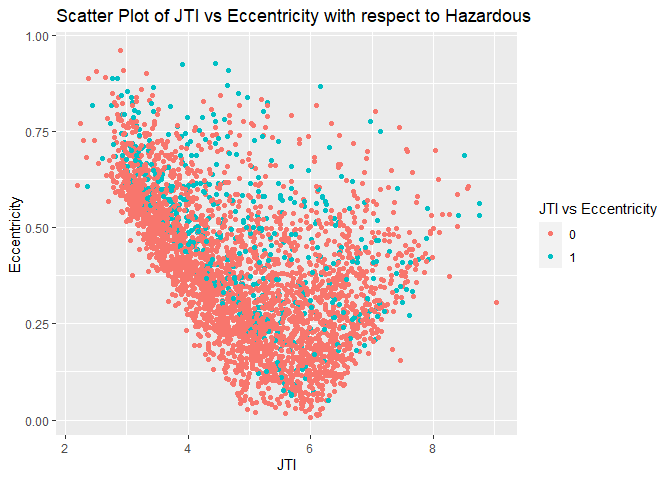 Scatter Plot of JTI vs Eccentricity with respect to Hazardous
1.00
0.75
0.50
0.25
0.00
Eccentricity
2
4
6
8
JTI
JTI vs Eccentricity
0
1